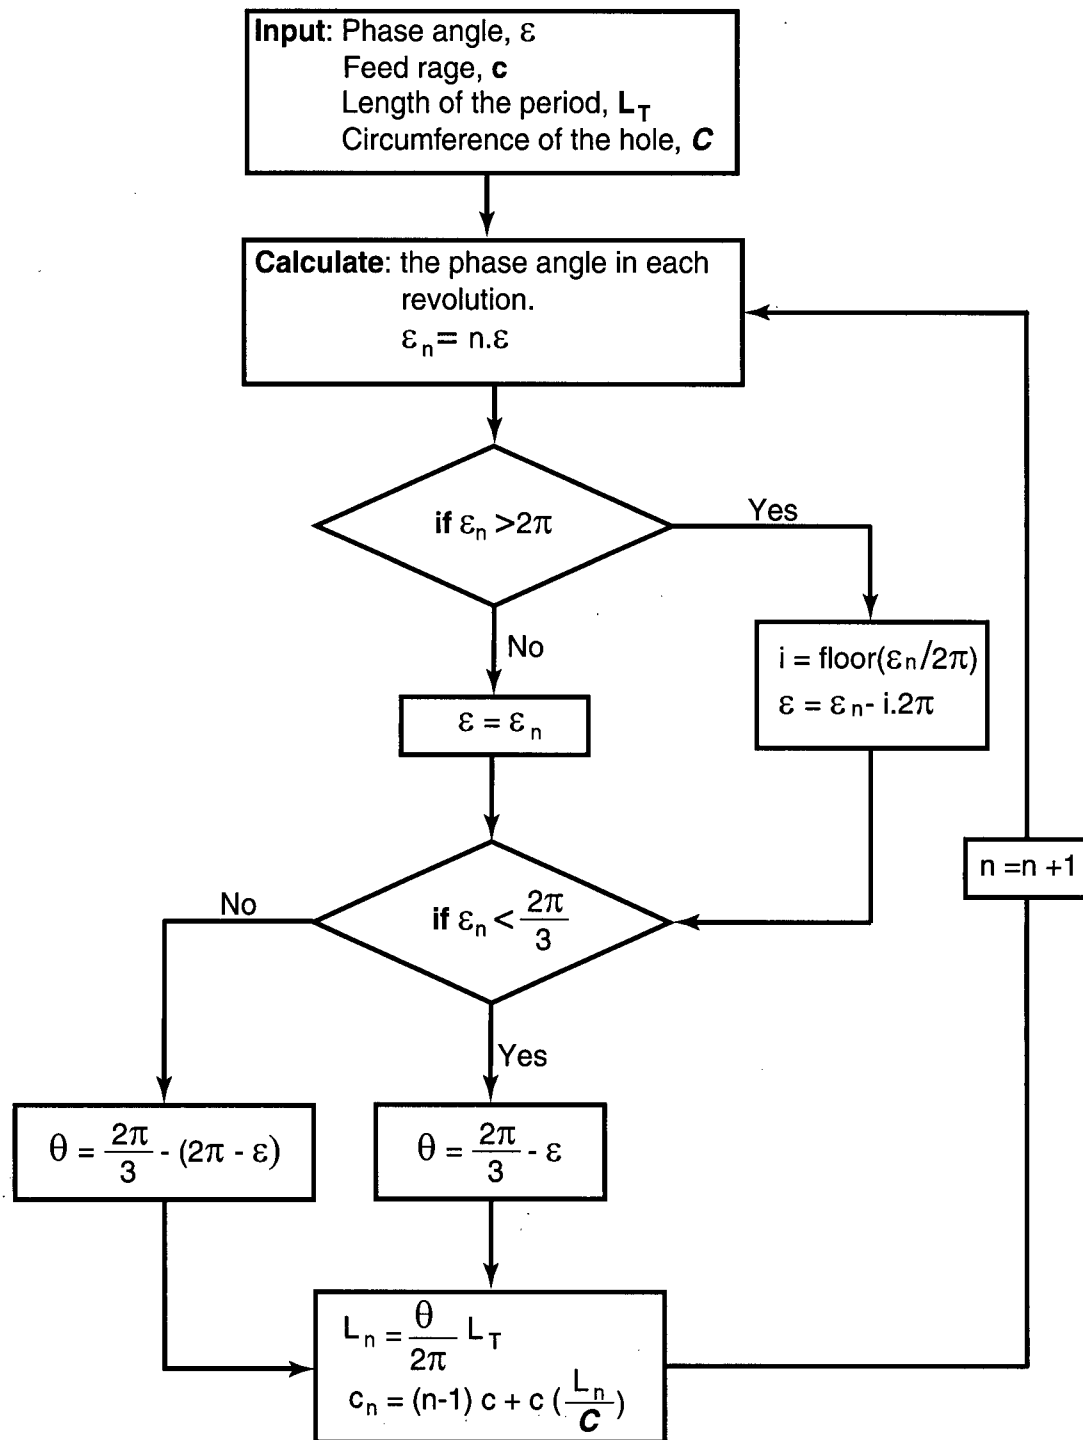 Input: Phase angle, ε
Feed rage, c
Length of the period, L_T
Circumference of the hole, C
Calculate: the phase angle in each
revolution.
ε_n = n.ε
if ε_n >2π
Yes
No
i = floor(ε_n/2π)
ε = ε_n - i.2π
ε = ε_n
n =n +1
No
if ε_n < 2π/3
Yes
θ = 2π/3 - (2π - ε)
θ = 2π/3 - ε
L_n = θ/2π L_T
c_n = (n-1) c + c (L_n/C)